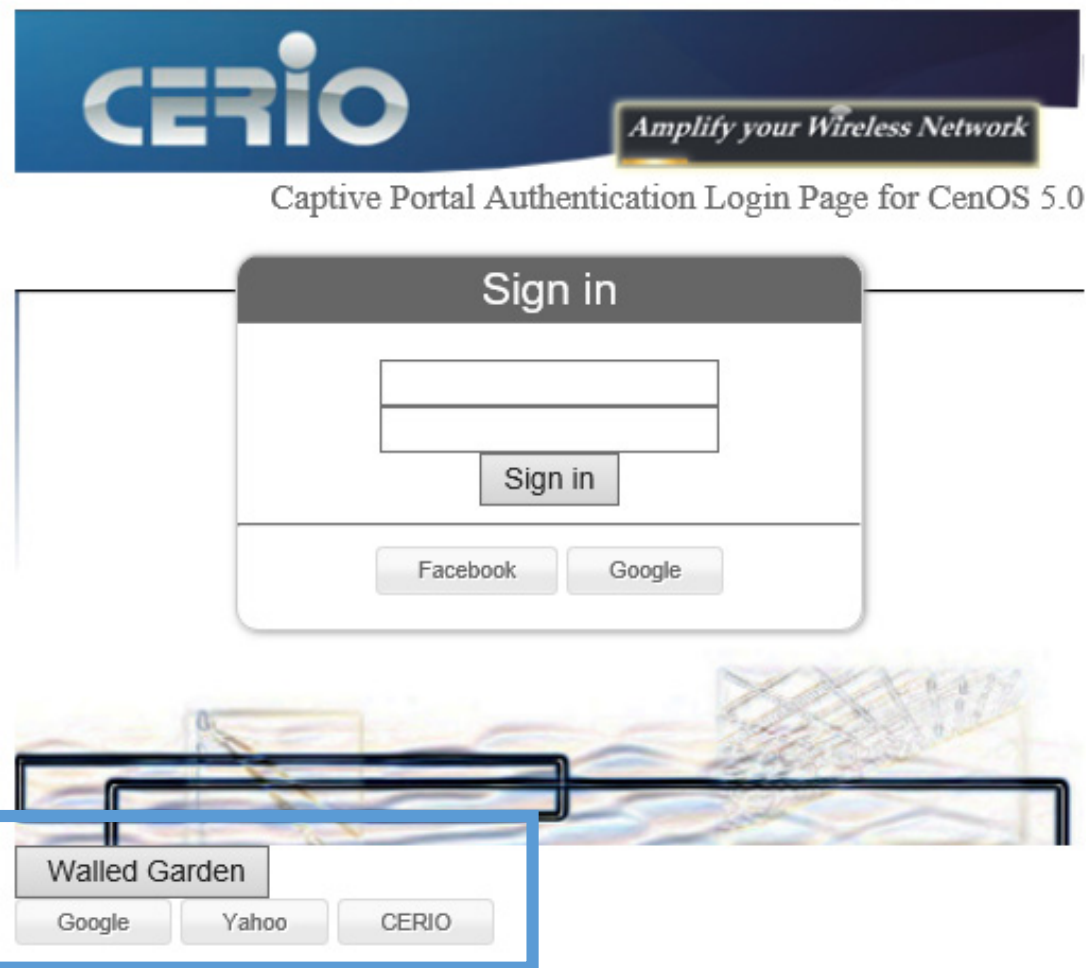 CERIO
Amplify your Wireless Network
Captive Portal Authentication Login Page for CenOS 5.0
Sign in
Sign in
Facebook Google
Walled Garden
Google Yahoo CERIO